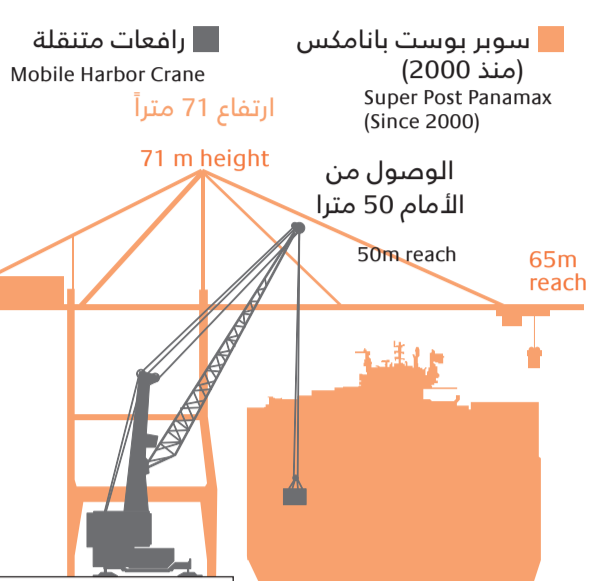 رافعات متنقلة
Mobile Harbor Crane
سوبر بوست بانامكس
(منذ 2000)
Super Post Panamax
(Since 2000)
ارتفاع 71 متراً
71 m height
الوصول من
الأمام 50 مترا
50m reach
65m
reach